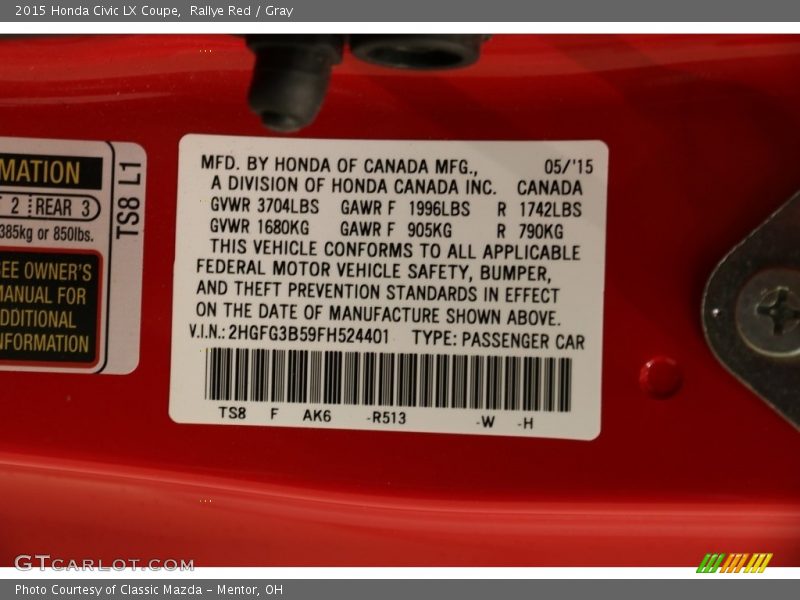 2015 Honda Civic LX Coupe, Rallye Red / Gray
MATION
2 REAR 3
385kg or 850lbs.
EE OWNER'S
MANUAL FOR
DDITIONAL
NFORMATION
TS8 L1
MFD. BY HONDA OF CANADA MFG., 05/'15
A DIVISION OF HONDA CANADA INC. CANADA
GVWR 3704LBS GAWR F 1996LBS R 1742LBS
GVWR 1680KG GAWR F 905KG R 790KG
THIS VEHICLE CONFORMS TO ALL APPLICABLE
FEDERAL MOTOR VEHICLE SAFETY, BUMPER,
AND THEFT PREVENTION STANDARDS IN EFFECT
ON THE DATE OF MANUFACTURE SHOWN ABOVE.
V.I.N.: 2HGFG3B59FH524401 TYPE: PASSENGER CAR
TS8 F AK6 -R513 -W -H
GTCARLOT.COM
Photo Courtesy of Classic Mazda - Mentor, OH